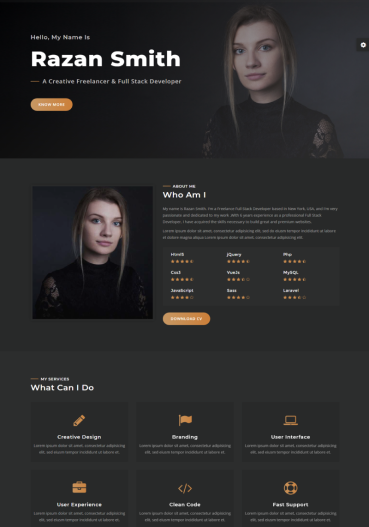 Hello, My Name Is
Razan Smith
A Creative Freelancer & Full Stack Developer
KNOW MORE
ABOUT ME
Who Am I
My name is Razan Smith. I'm a Freelance Full Stack Developer based in New York, USA, and I'm very
passionate and dedicated to my work. With 6 years experience as a professional Full Stack
Developer, I have acquired the skills necessary to build great and premium websites.
Lorem ipsum dolor sit amet, consectetur adipisicing elit, sed do eiusm tempor incididunt ut labore
et dolore magna aliqua Lorem ipsum dolor sit amet, consectetur adipisicing elit.
Html5 jQuery Php
Css3 VueJs MySQL
JavaScript Sass Laravel
DOWNLOAD CV
MY SERVICES
What Can I Do
Creative Design Branding User Interface
Lorem ipsum dolor sit amet, consectetur adipisicing Lorem ipsum dolor sit amet, consectetur adipisicing Lorem ipsum dolor sit amet, consectetur adipisicing
elit, sed eiusm tempor incididunt ut labore et. elit, sed eiusm tempor incididunt ut labore et. elit, sed eiusm tempor incididunt ut labore et.
User Experience Clean Code Fast Support
Lorem ipsum dolor sit amet, consectetur adipisicing Lorem ipsum dolor sit amet, consectetur adipisicing Lorem ipsum dolor sit amet, consectetur adipisicing
elit, sed eiusm tempor incididunt ut labore et. elit, sed eiusm tempor incididunt ut labore et. elit, sed eiusm tempor incididunt ut labore et.